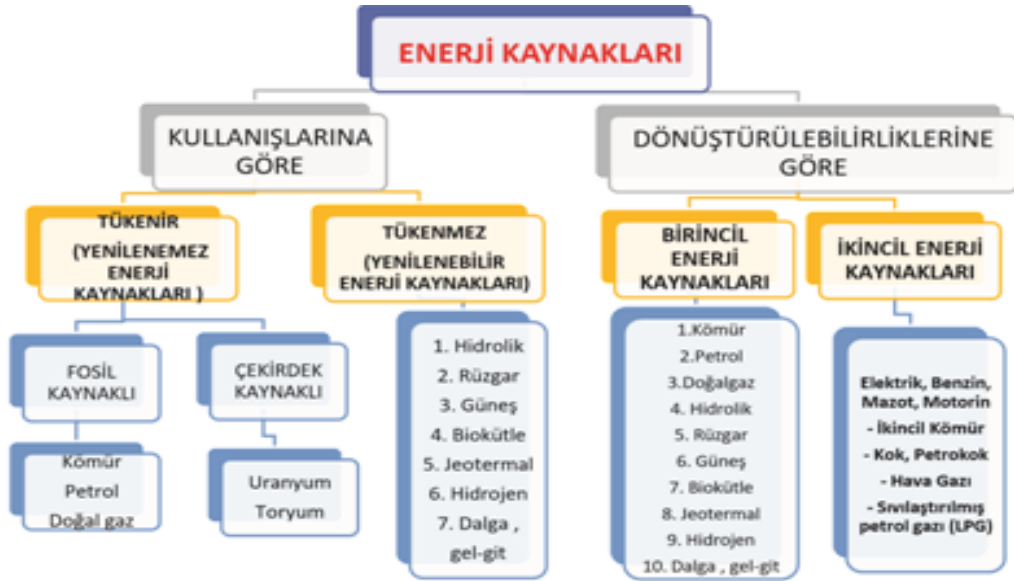 ENERJİ KAYNAKLARI
KULLANIŞLARINA
GÖRE
DÖNÜŞTÜRÜLEBİLİRLİKLERİNE
GÖRE
TÜKENİR
(YENİLENEMEZ
ENERJİ
KAYNAKLARI )
TÜKENMEZ
(YENİLENEBİLİR
ENERJİ KAYNAKLARI)
BİRİNCİL
ENERJİ
KAYNAKLARI
İKİNCİL ENERJİ
KAYNAKLARI
FOSİL
KAYNAKLI
ÇEKİRDEK
KAYNAKLI
Kömür
Petrol
Doğal gaz
Uranyum
Toryum
1. Hidrolik
2. Rüzgar
3. Güneş
4. Biokütle
5. Jeotermal
6. Hidrojen
7. Dalga ,
gel-git
1.Kömür
2.Petrol
3.Doğalgaz
4. Hidrolik
5. Rüzgar
6. Güneş
7. Biokütle
8. Jeotermal
9. Hidrojen
10. Dalga , gel-git
Elektrik, Benzin,
Mazot, Motorin
- İkincil Kömür
- Kok, Petrokok
- Hava Gazı
- Sıvılaştırılmış
petrol gazı (LPG)